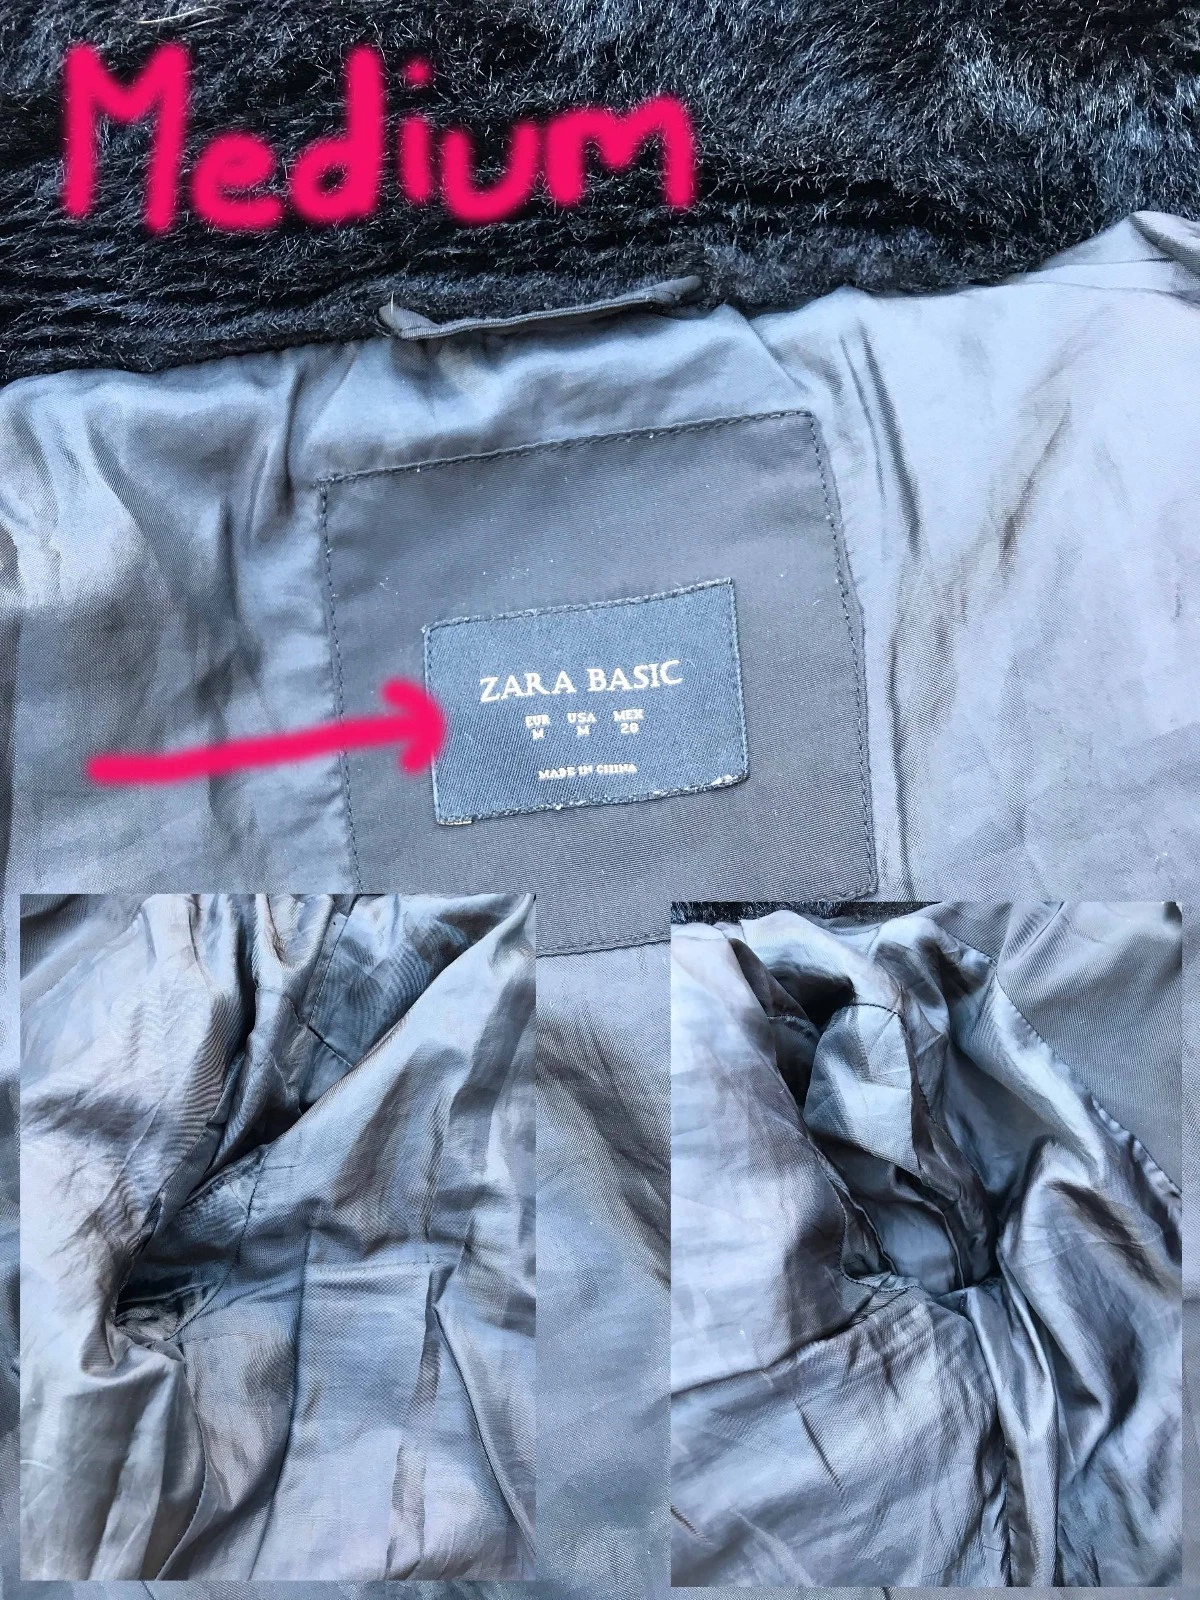 Medium
ZARA BASIC
EUR USA MEX
M M 28
MADE IN CHINA